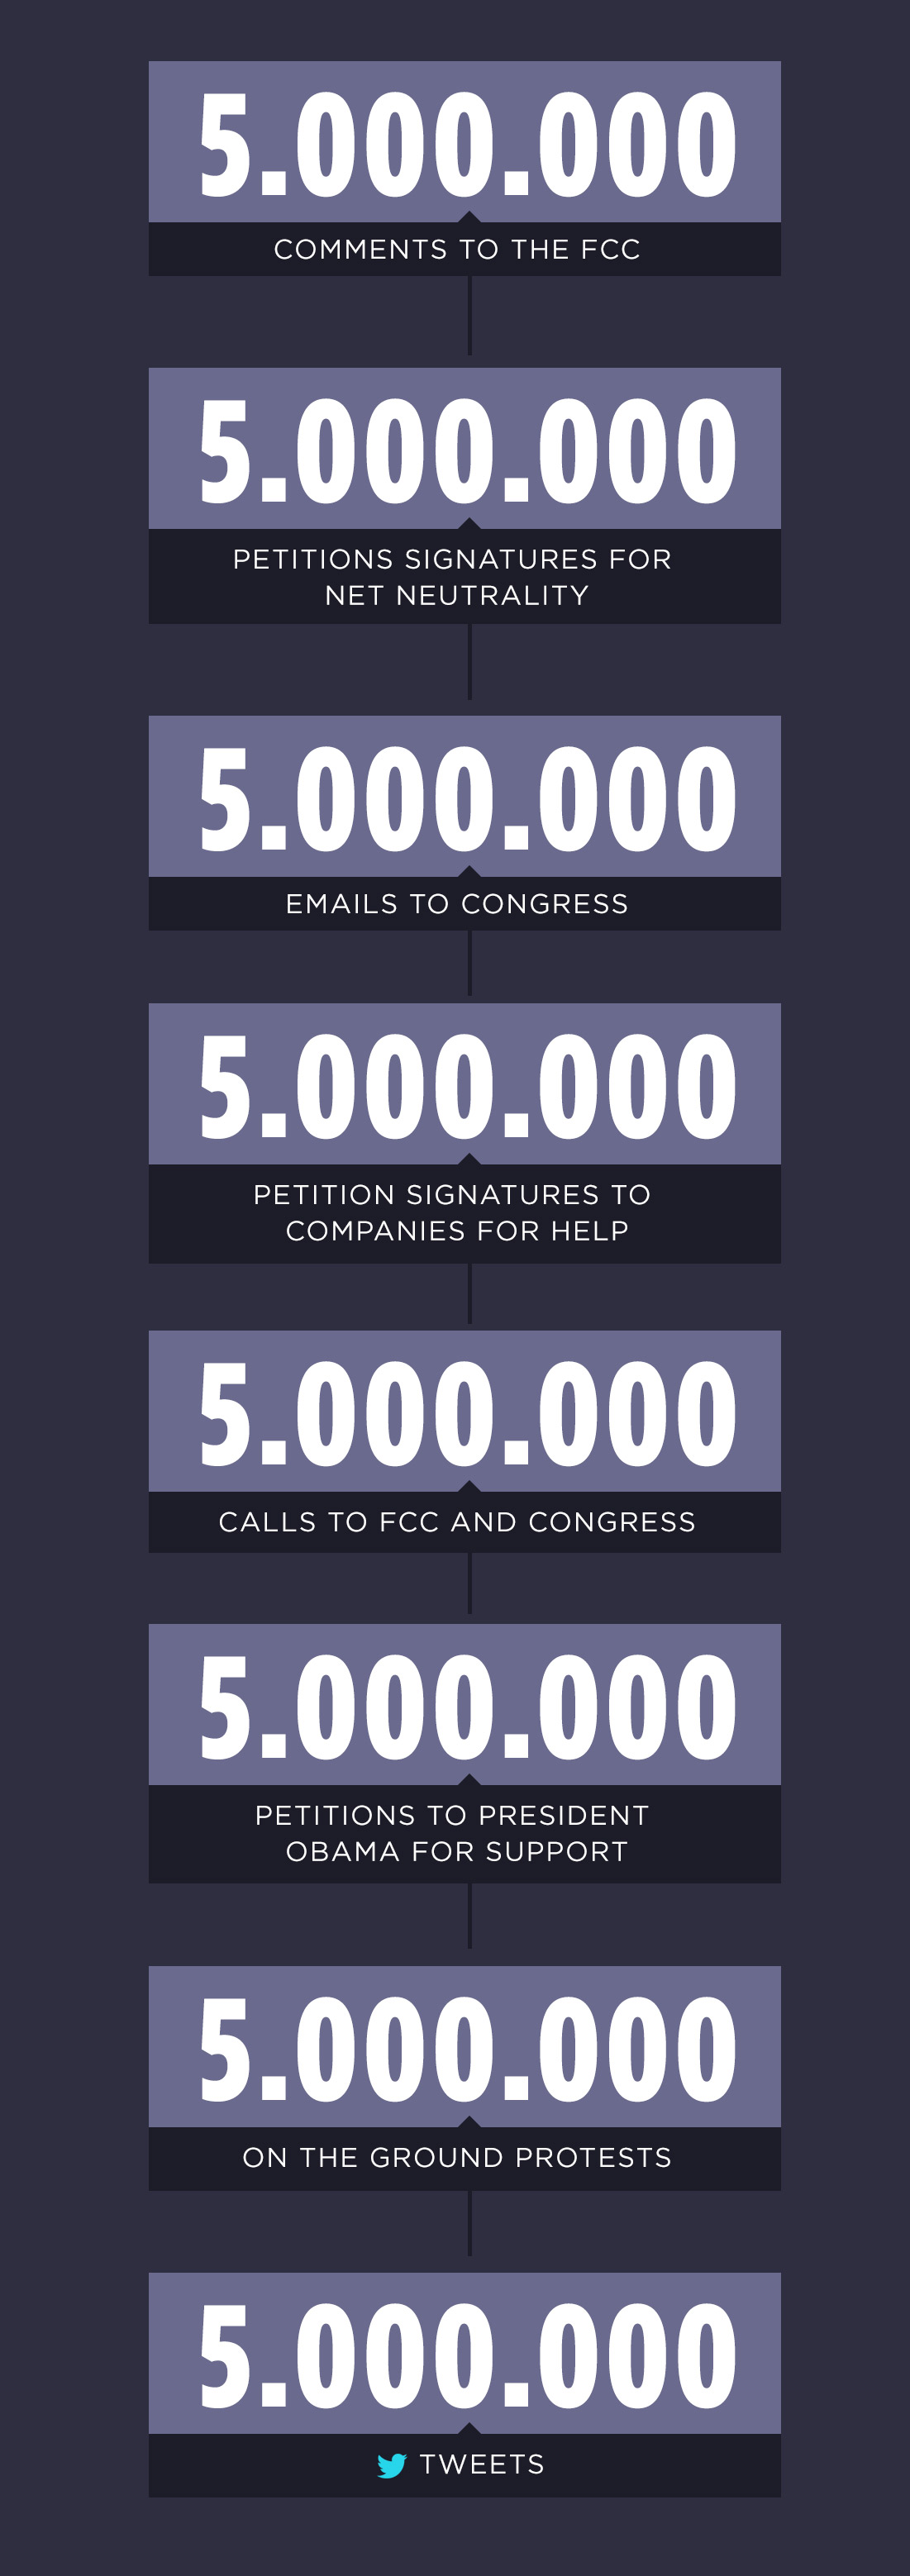 5.000.000
COMMENTS TO THE FCC
5.000.000
PETITIONS SIGNATURES FOR
NET NEUTRALITY
5.000.000
EMAILS TO CONGRESS
5.000.000
PETITION SIGNATURES TO
COMPANIES FOR HELP
5.000.000
CALLS TO FCC AND CONGRESS
5.000.000
PETITIONS TO PRESIDENT
OBAMA FOR SUPPORT
5.000.000
ON THE GROUND PROTESTS
5.000.000
TWEETS